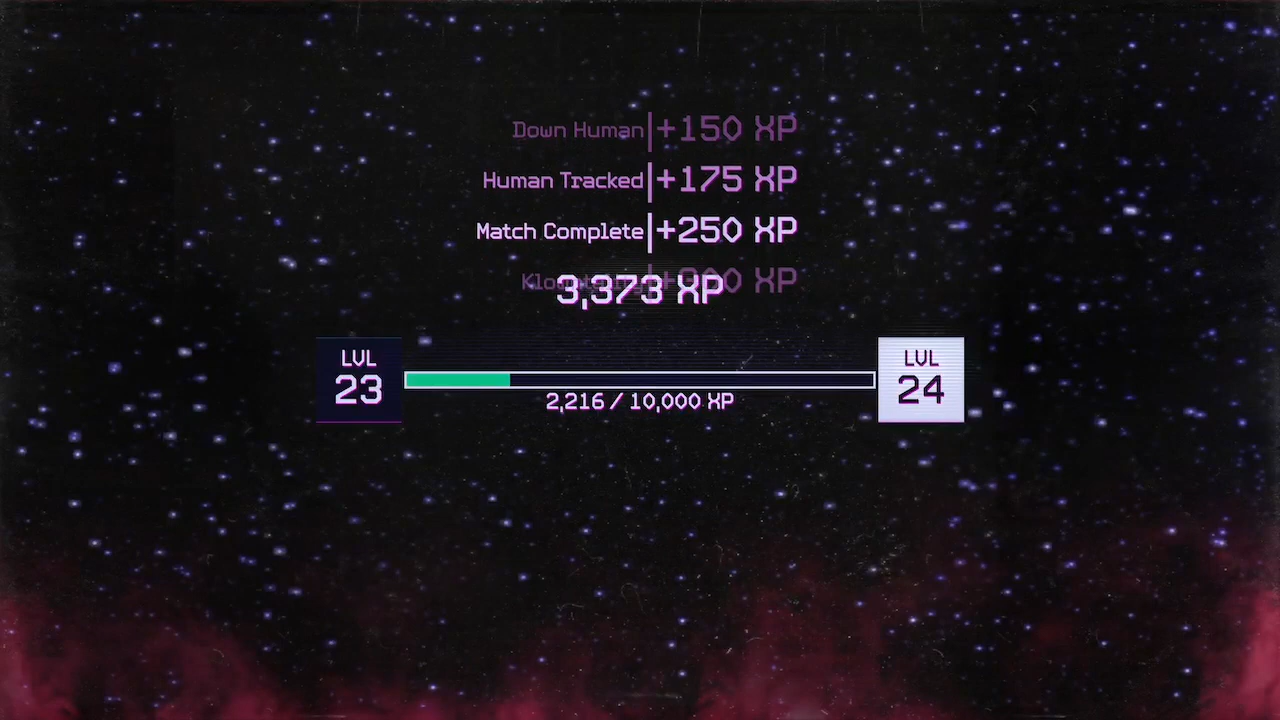 Down Human +150 XP
Human Tracked +175 XP
Match Complete +250 XP
3,373 XP
LVL
23
LVL
24
2,216 / 10,000 XP